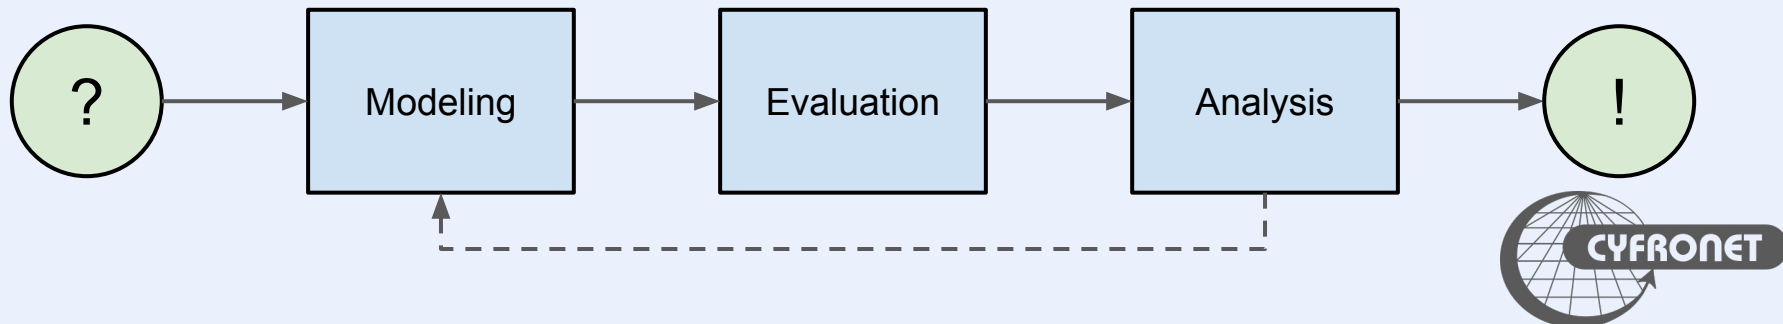 ?
Modeling
Evaluation
Analysis
!
CYFRONET